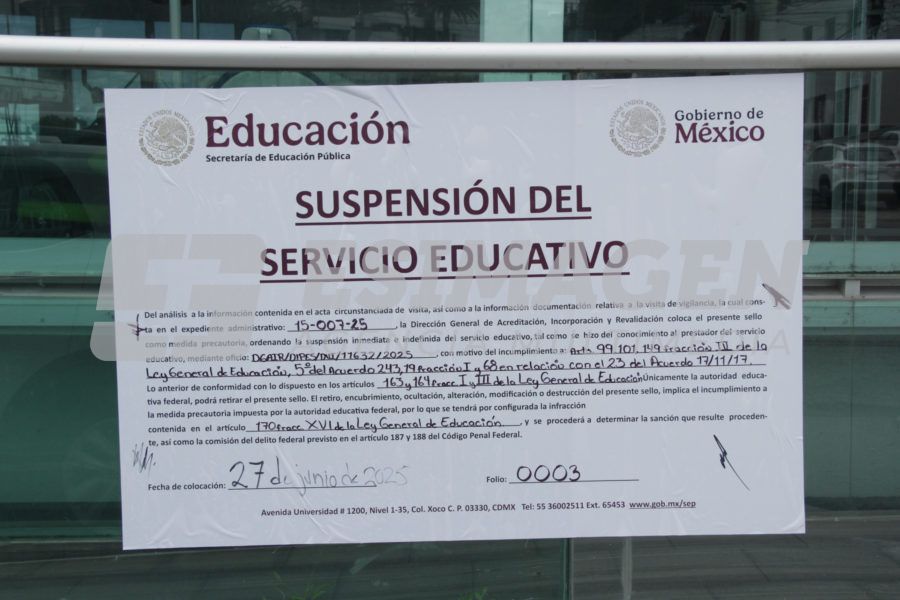 Educación
Secretaría de Educación Pública
Gobierno de
México
SUSPENSIÓN DEL
SERVICIO EDUCATIVO
Del análisis a la información contenida en el acta circunstanciada de visita, así como a la información documentación relativa a la visita de vigilancia, la cual cons-
ta en el expediente administrativo: 15-007-25, la Dirección General de Acreditación, Incorporación y Revalidación coloca el presente sello
como medida precautoria, ordenando la suspensión inmediata e indefinida del servicio educativo, tal como se hizo del conocimiento al prestador del servicio
educativo, mediante oficio: DGAIR/DIPES/ /11632/2025, con motivo del incumplimiento a: Arts. 99, 101, 149 fracción III de la
Ley General de Educación, 5° del Acuerdo 243, 19 fracción I y 68 en relación con el 23 del Acuerdo 17/11/17.
Lo anterior de conformidad con lo dispuesto en los artículos 163 y 164 fracc. I y III de la Ley General de Educación Únicamente la autoridad educa-
tiva federal, podrá retirar el presente sello. El retiro, encubrimiento, ocultación, alteración, modificación o destrucción del presente sello, implica el incumplimiento a
la medida precautoria impuesta por la autoridad educativa federal, por lo que se tendrá por configurada la infracción
contenida en el artículo 170 fracc XVI de la Ley General de Educación, y se procederá a determinar la sanción que resulte proceden-
te, así como la comisión del delito federal previsto en el artículo 187 y 188 del Código Penal Federal.
Fecha de colocación: 27 de junio de 2025
Folio: 0003
Avenida Universidad # 1200, Nivel 1-35, Col. Xoco C. P. 03330, CDMX Tel: 55 36002511 Ext. 65453 www.gob.mx/sep
ESIMAGEN